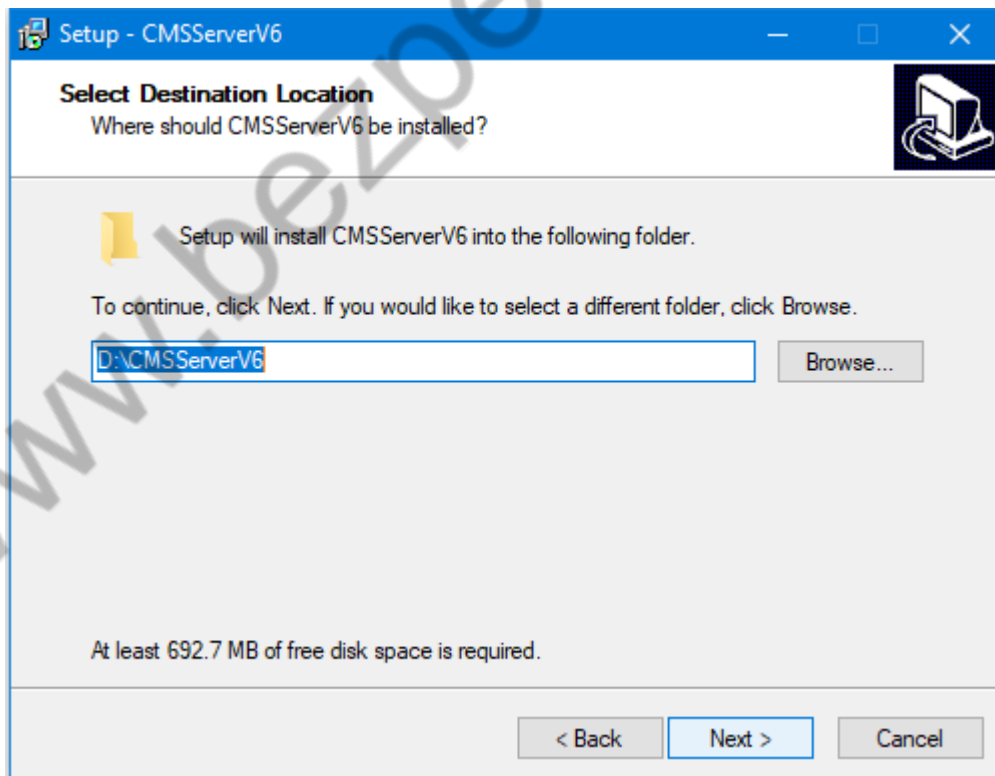 Setup - CMSServerV6
Select Destination Location
Where should CMSServerV6 be installed?
Setup will install CMSServerV6 into the following folder.
To continue, click Next. If you would like to select a different folder, click Browse.
D:\CMSServerV6
Browse...
At least 692.7 MB of free disk space is required.
< Back
Next >
Cancel
www.bezpe